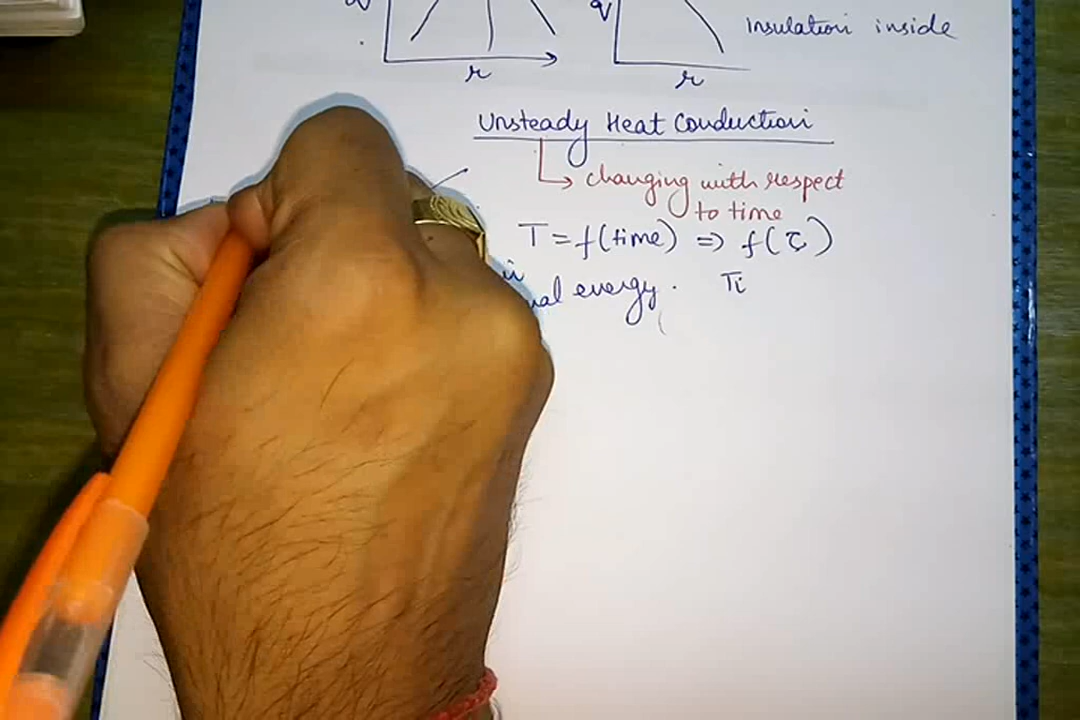 r
r
Insulation inside
Unsteady Heat Conduction
changing with respect
to time
T = f(time) => f(τ)
energy. Ti